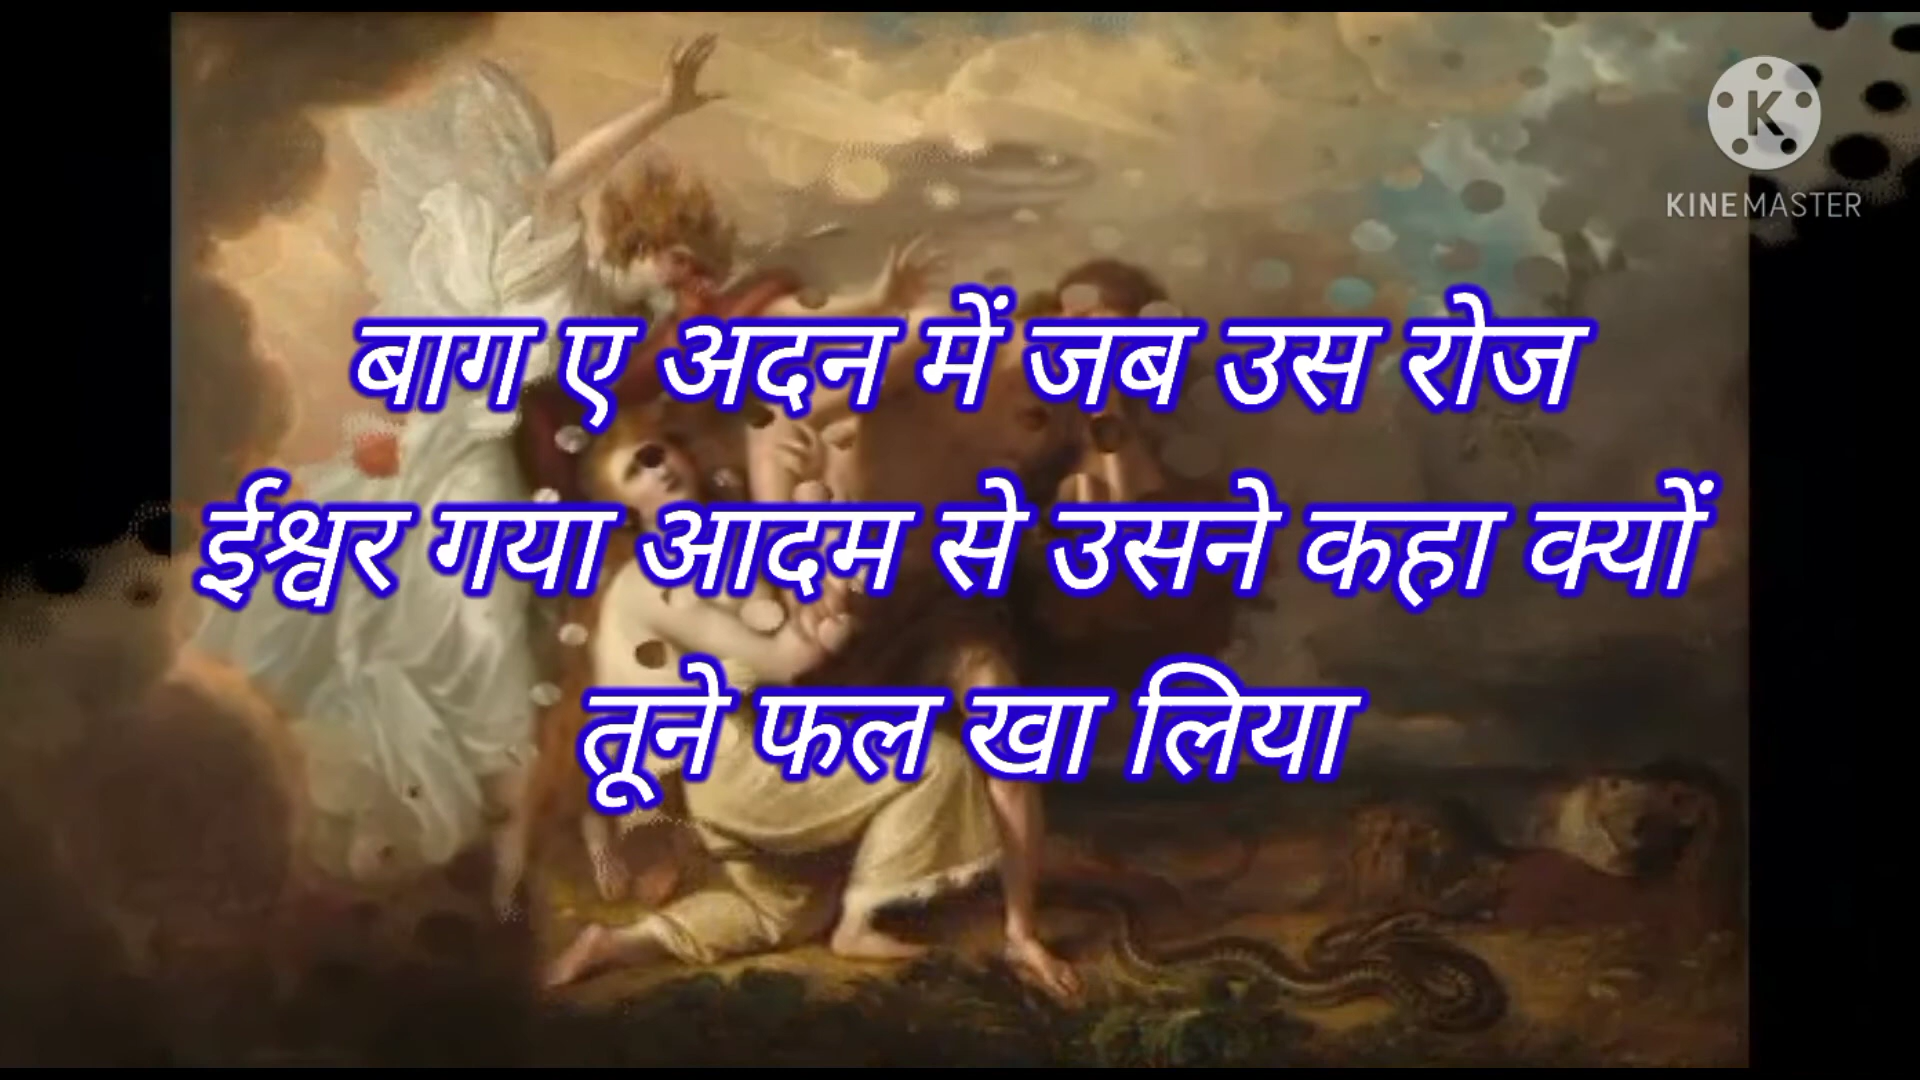 KINEMASTER
बाग ए अदन में जब उस रोज
ईश्वर गया आदम से उसने कहा क्यों
तूने फल खा लिया